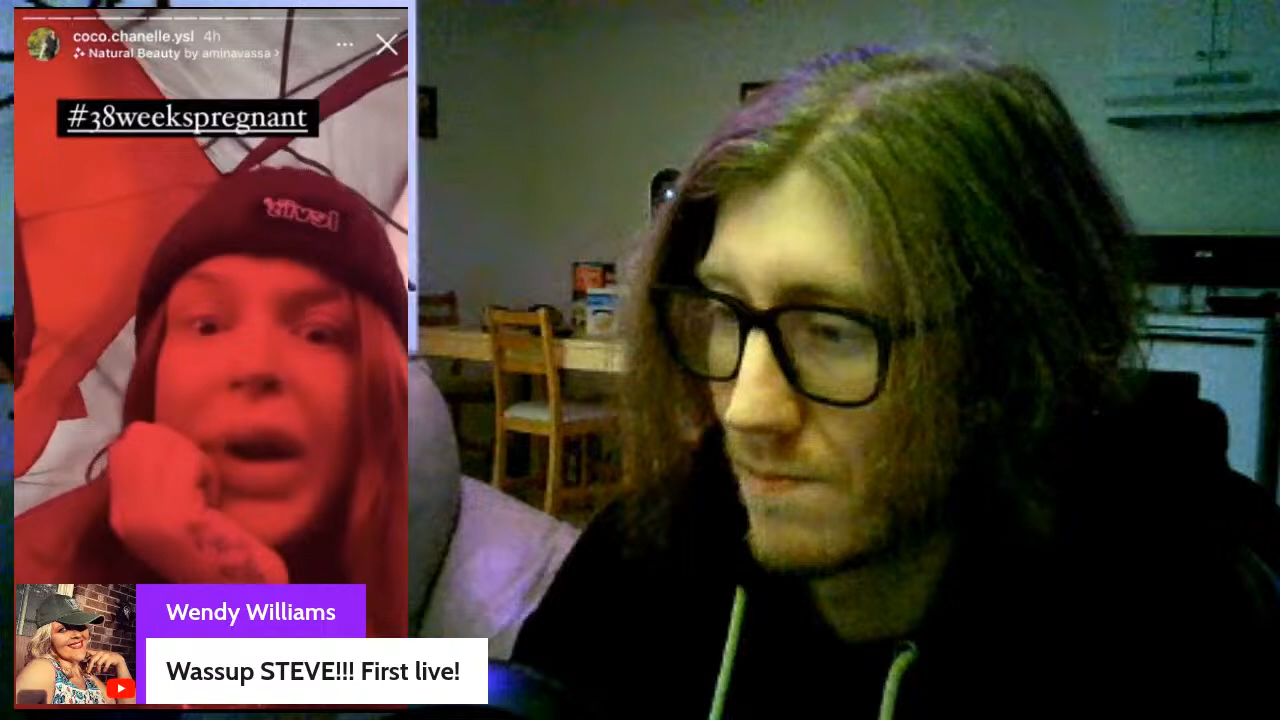 coco.chanelle.ysl 4h
Natural Beauty by aminavassa >
#38weekspregnant
Wendy Williams
Wassup STEVE!!! First live!